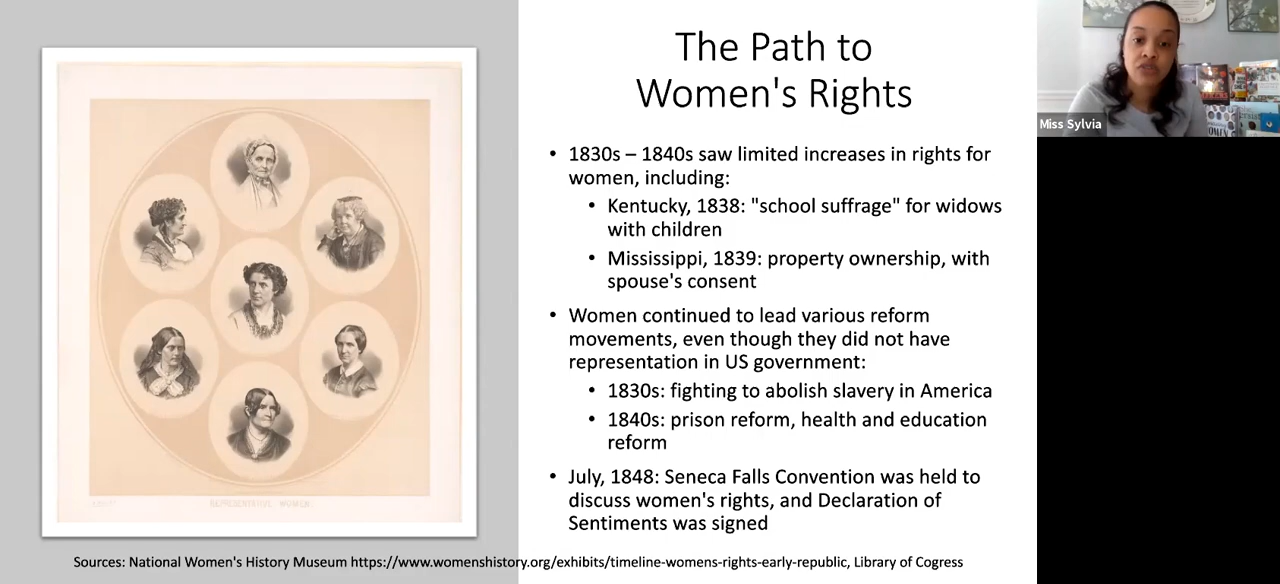 The Path to
Women's Rights
• 1830s – 1840s saw limited increases in rights for
women, including:
• Kentucky, 1838: "school suffrage" for widows
with children
• Mississippi, 1839: property ownership, with
spouse's consent
• Women continued to lead various reform
movements, even though they did not have
representation in US government:
• 1830s: fighting to abolish slavery in America
• 1840s: prison reform, health and education
reform
• July, 1848: Seneca Falls Convention was held to
discuss women's rights, and Declaration of
Sentiments was signed
REPRESENTATIVE WOMEN.
Sources: National Women's History Museum https://www.womenshistory.org/exhibits/timeline-womens-rights-early-republic, Library of Cogress
Miss Sylvia